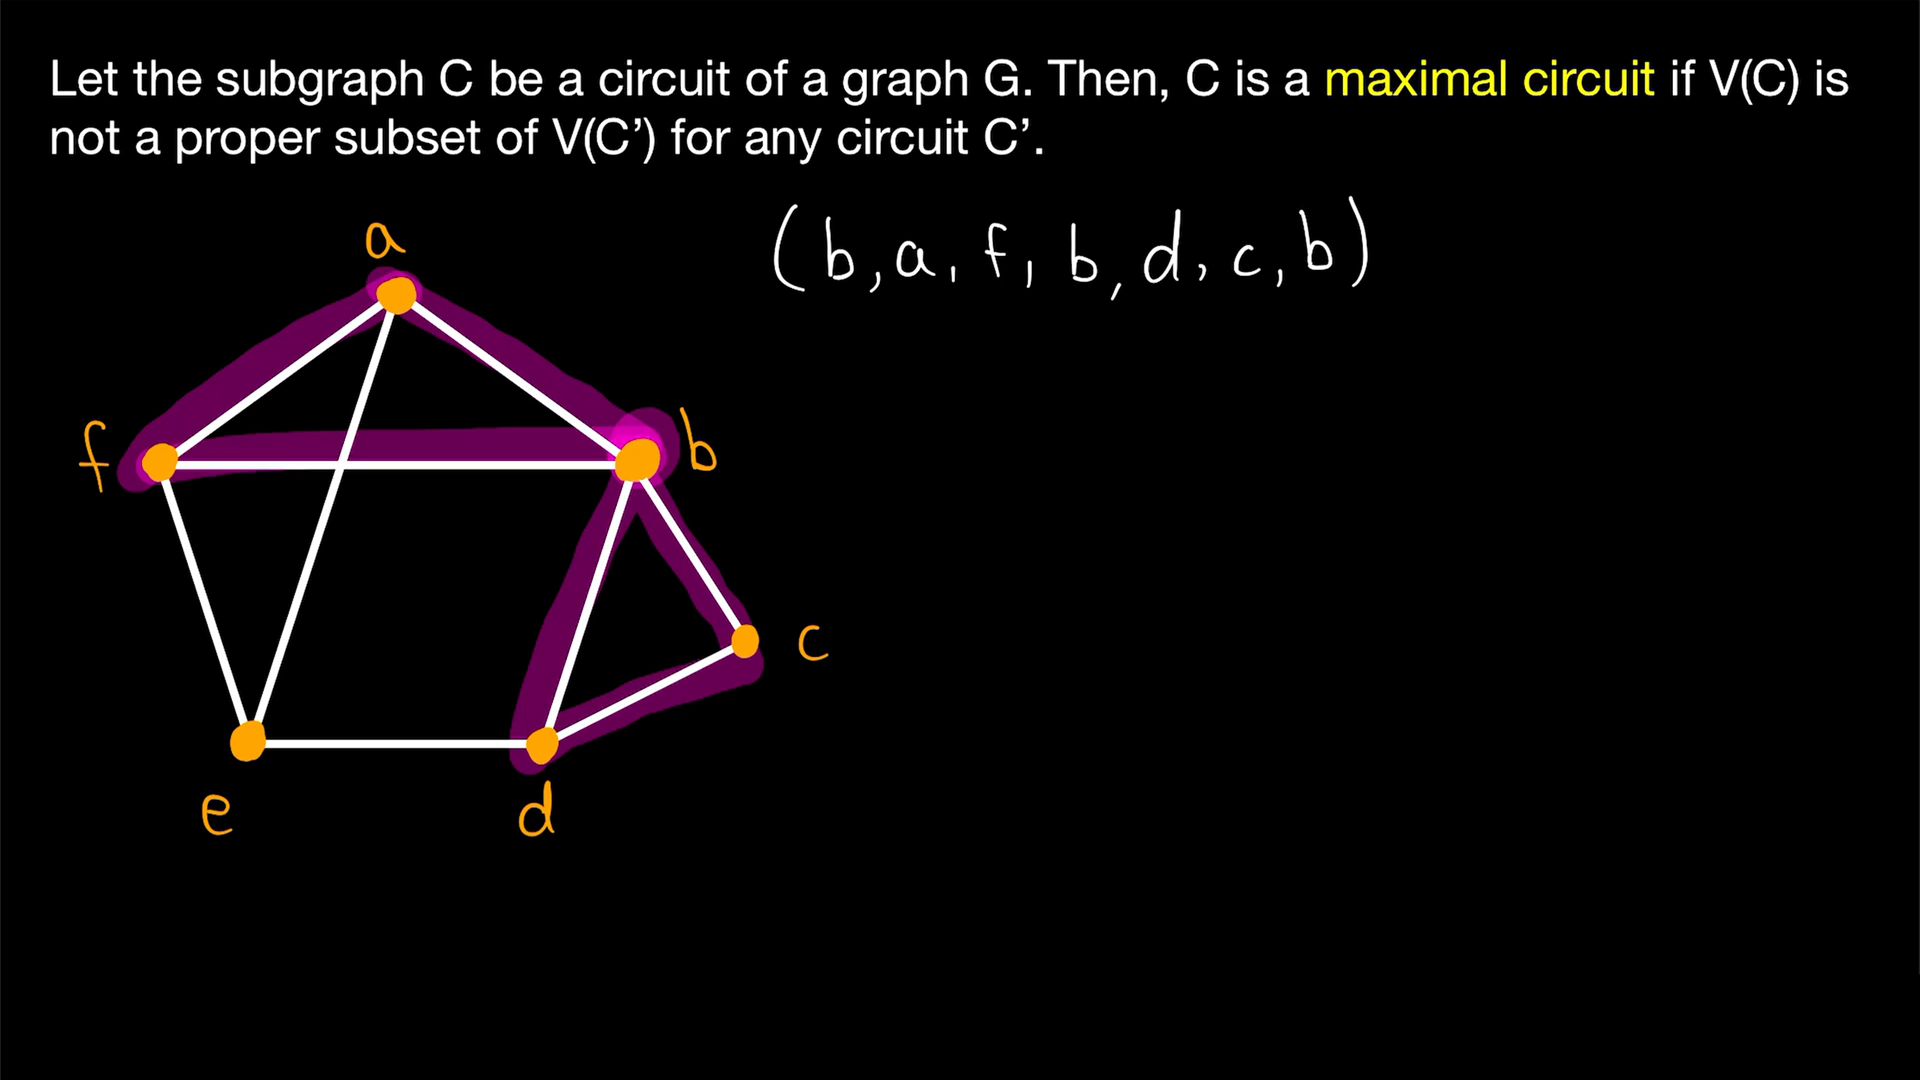 Let the subgraph C be a circuit of a graph G. Then, C is a maximal circuit if V(C) is
not a proper subset of V(C’) for any circuit C’.
(b, a, f, b, d, c, b)
a
f
b
c
e
d